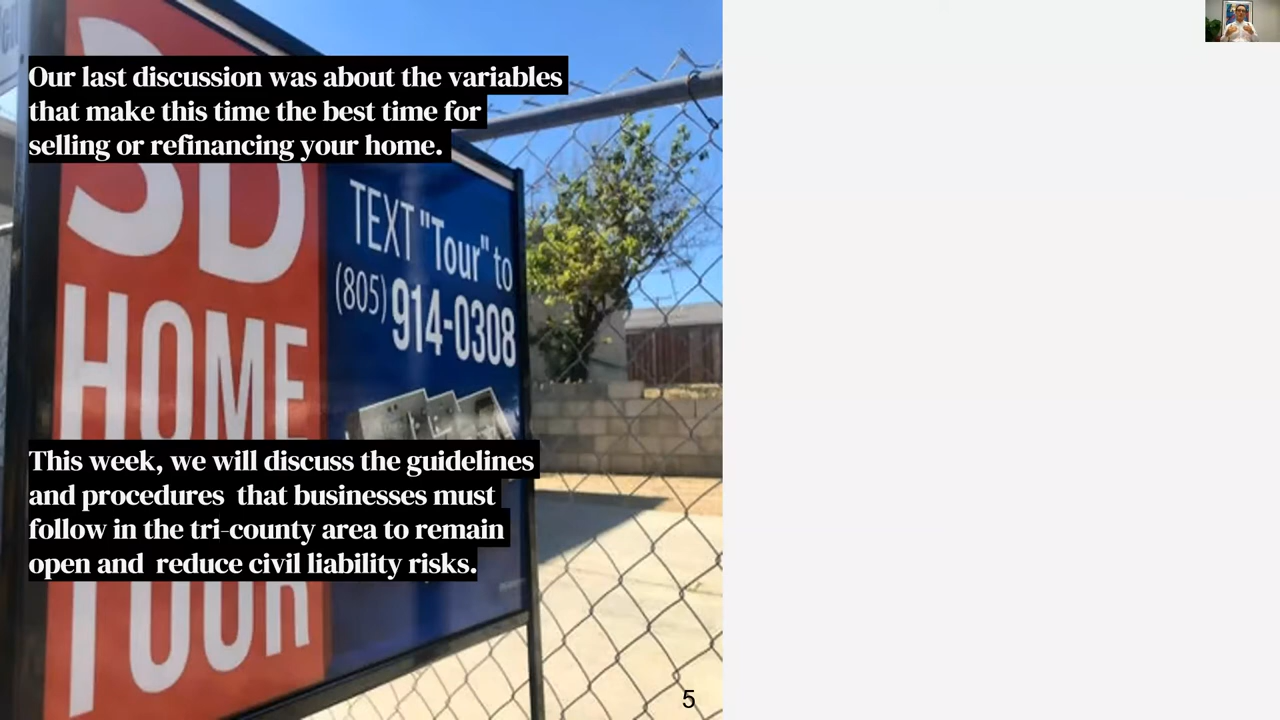 Our last discussion was about the variables
that make this time the best time for
selling or refinancing your home.
3D
HOME
TOUR
TEXT "Tour" to
(805) 914-0308
This week, we will discuss the guidelines
and procedures  that businesses must
follow in the tri-county area to remain
open and  reduce civil liability risks.
5